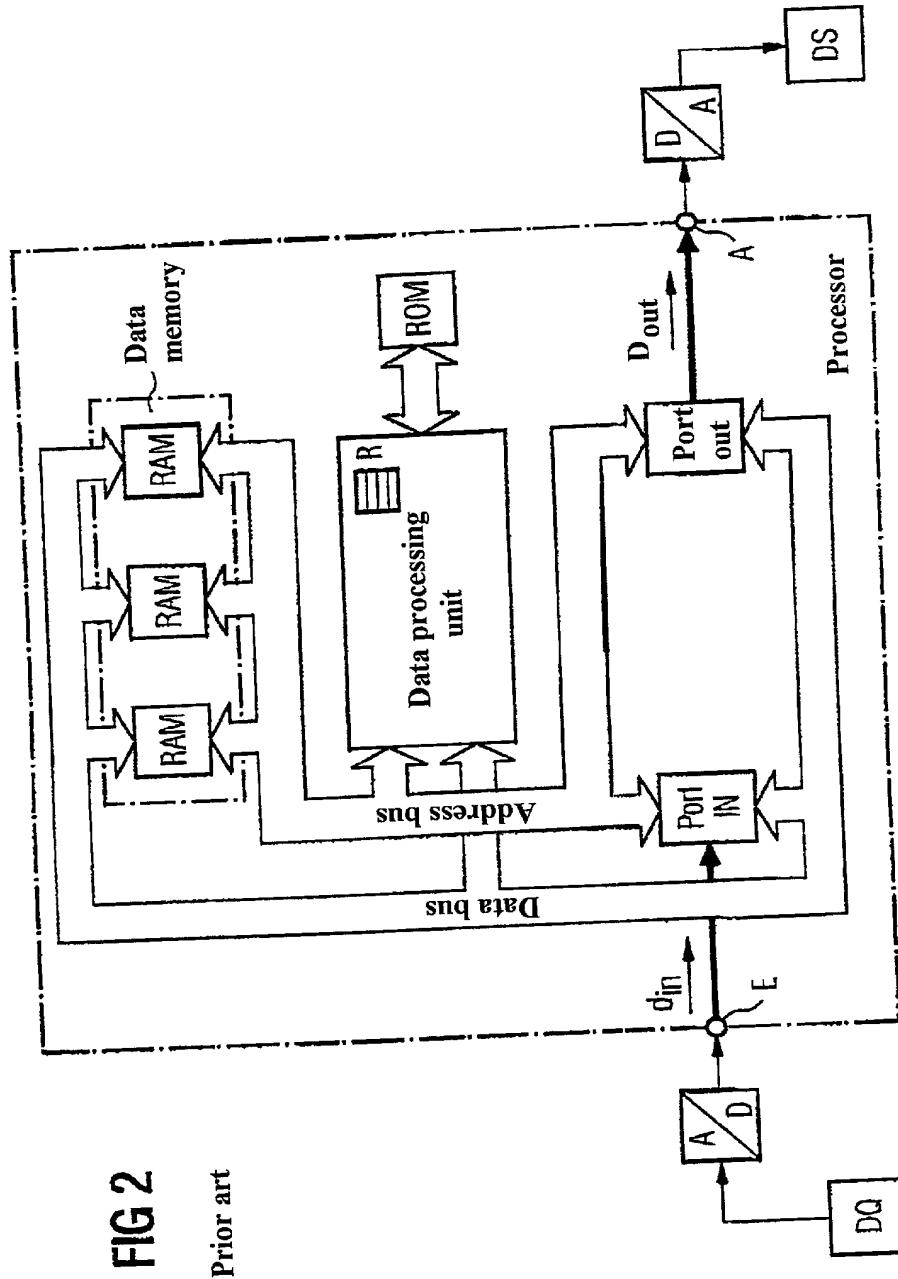 FIG 2
Prior art
Data
memory
RAM
RAM
RAM
ROM
R
Data processing
unit
Address bus
Data bus
Port
IN
Port
out
d_in
D_out
E
A
Processor
A
D
D
A
DQ
DS